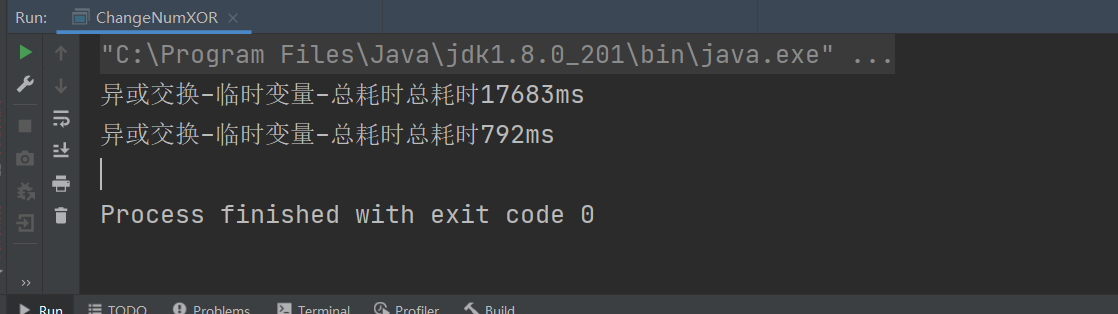 Run: ChangeNumXOR
"C:\Program Files\Java\jdk1.8.0_201\bin\java.exe" ...
异或交换-临时变量-总耗时总耗时17683ms
异或交换-临时变量-总耗时总耗时792ms
Process finished with exit code 0
Run TODO Problems Terminal Profiler Build